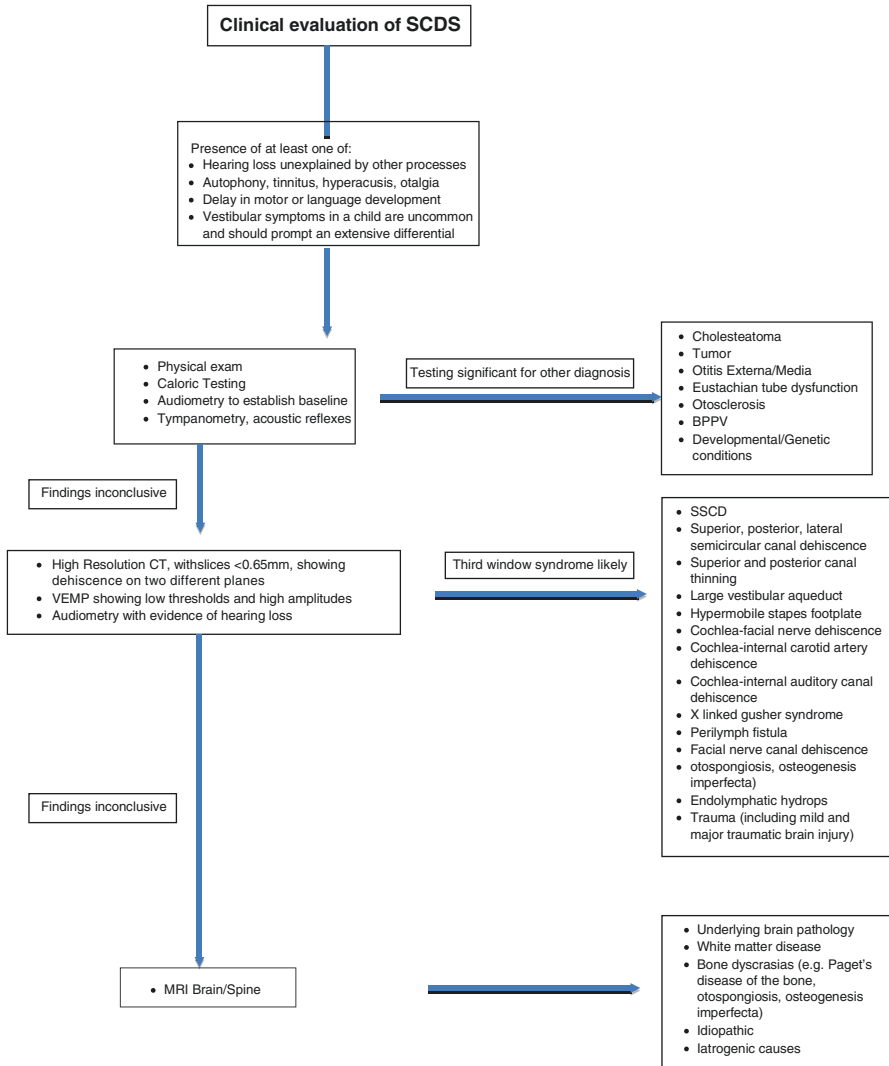 Clinical evaluation of SCDS
Presence of at least one of:
• Hearing loss unexplained by other processes
• Autophony, tinnitus, hyperacusis, otalgia
• Delay in motor or language development
• Vestibular symptoms in a child are uncommon
and should prompt an extensive differential
• Physical exam
• Caloric Testing
• Audiometry to establish baseline
• Tympanometry, acoustic reflexes
Testing significant for other diagnosis
• Cholesteatoma
• Tumor
• Otitis Externa/Media
• Eustachian tube dysfunction
• Otosclerosis
• BPPV
• Developmental/Genetic
conditions
Findings inconclusive
• High Resolution CT, withslices <0.65mm, showing
dehiscence on two different planes
• VEMP showing low thresholds and high amplitudes
• Audiometry with evidence of hearing loss
Third window syndrome likely
• SSCD
• Superior, posterior, lateral
semicircular canal dehiscence
• Superior and posterior canal
thinning
• Large vestibular aqueduct
• Hypermobile stapes footplate
• Cochlea-facial nerve dehiscence
• Cochlea-internal carotid artery
dehiscence
• Cochlea-internal auditory canal
dehiscence
• X linked gusher syndrome
• Perilymph fistula
• Facial nerve canal dehiscence
• otospongiosis, osteogenesis
imperfecta)
• Endolymphatic hydrops
• Trauma (including mild and
major traumatic brain injury)
Findings inconclusive
• MRI Brain/Spine
• Underlying brain pathology
• White matter disease
• Bone dyscrasias (e.g. Paget's
disease of the bone,
otospongiosis, osteogenesis
imperfecta)
• Idiopathic
• Iatrogenic causes